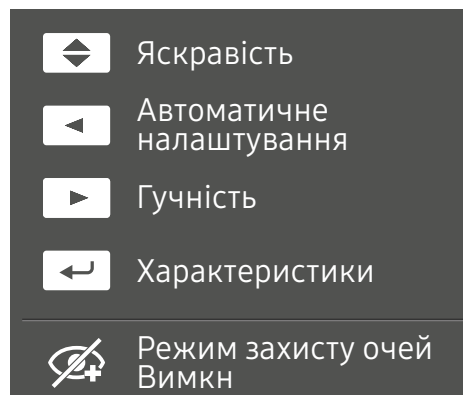 Яскравість
Автоматичне
налаштування
Гучність
Характеристики
Режим захисту очей
Вимкн